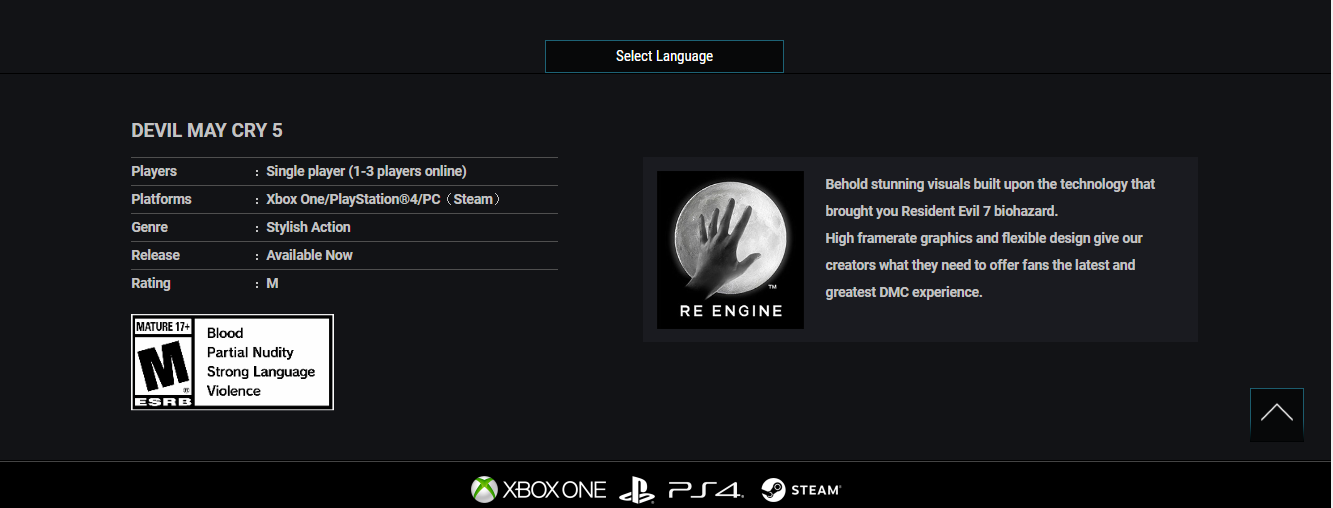 Select Language
DEVIL MAY CRY 5
Players : Single player (1-3 players online)
Platforms : Xbox One/PlayStation®4/PC（Steam）
Genre : Stylish Action
Release : Available Now
Rating : M
MATURE 17+
M
®
ESRB
Blood
Partial Nudity
Strong Language
Violence
TM
RE ENGINE
Behold stunning visuals built upon the technology that
brought you Resident Evil 7 biohazard.
High framerate graphics and flexible design give our
creators what they need to offer fans the latest and
greatest DMC experience.
XBOX ONE PS4 STEAM